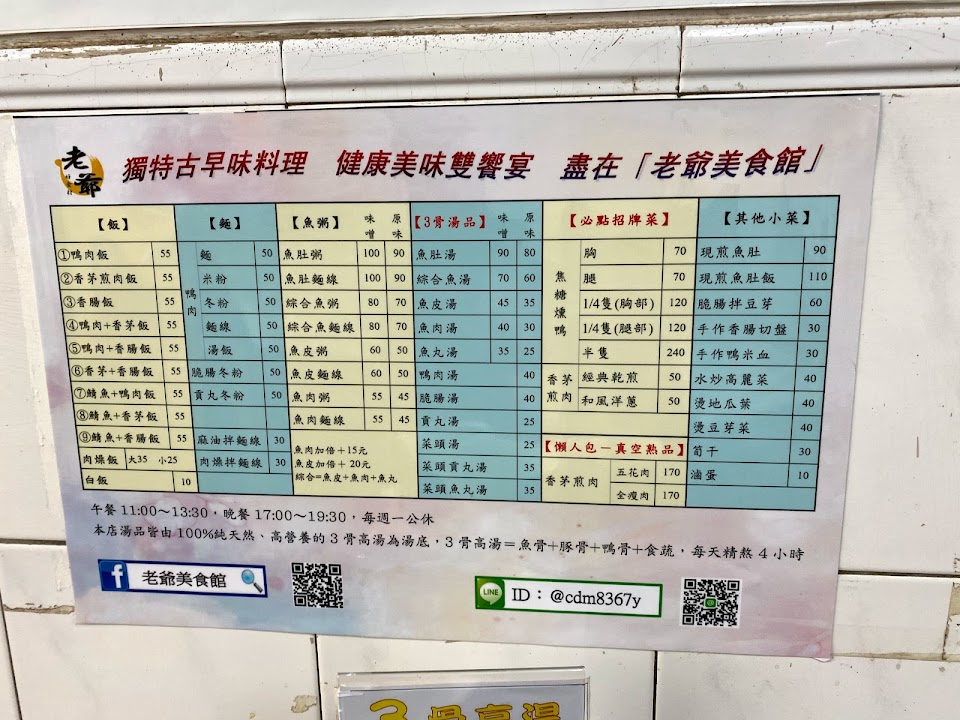 老爺
獨特古早味料理 健康美味雙饗宴 盡在「老爺美食館」
【飯】
①鴨肉飯 55
②香茅煎肉飯 55
③香腸飯 55
④鴨肉+香茅飯 55
⑤鴨肉+香腸飯 55
⑥香茅+香腸飯 55
⑦鯖魚+鴨肉飯 55
⑧鯖魚+香茅飯 55
⑨鯖魚+香腸飯 55
肉燥飯 大35 小25
白飯 10
【麵】
鴨肉
麵 50
米粉 50
冬粉 50
麵線 50
湯飯 50
脆腸冬粉 50
貢丸冬粉 50
麻油拌麵線 30
肉燥拌麵線 30
【魚粥】 味噌 原味
魚肚粥 100 90
魚肚麵線 100 90
綜合魚粥 80 70
綜合魚麵線 80 70
魚皮粥 60 50
魚皮麵線 60 50
魚肉粥 55 45
魚肉麵線 55 45
魚肉加倍+15元
魚皮加倍+20元
綜合=魚皮+魚肉+魚丸
【3骨湯品】 味噌 原味
魚肚湯 90 80
綜合魚湯 70 60
魚皮湯 45 35
魚肉湯 40 30
魚丸湯 35 25
鴨肉湯 40
脆腸湯 40
貢丸湯 25
菜頭湯 25
菜頭貢丸湯 35
菜頭魚丸湯 35
【必點招牌菜】
焦糖燻鴨
胸 70
腿 70
1/4隻(胸部) 120
1/4隻(腿部) 120
半隻 240
香茅煎肉
經典乾煎 50
和風洋蔥 50
【懶人包－真空熟品】
香茅煎肉
五花肉 170
全瘦肉 170
【其他小菜】
現煎魚肚 90
現煎魚肚飯 110
脆腸拌豆芽 60
手作香腸切盤 30
手作鴨米血 30
水炒高麗菜 40
燙地瓜葉 40
燙豆芽菜 40
筍干 30
滷蛋 10
午餐 11:00～13:30，晚餐 17:00～19:30，每週一公休
本店湯品皆由 100%純天然、高營養的 3 骨高湯為湯底，3 骨高湯＝魚骨+豚骨+鴨骨+食蔬，每天精熬 4 小時
f 老爺美食館
LINE ID：@cdm8367y
3骨高湯